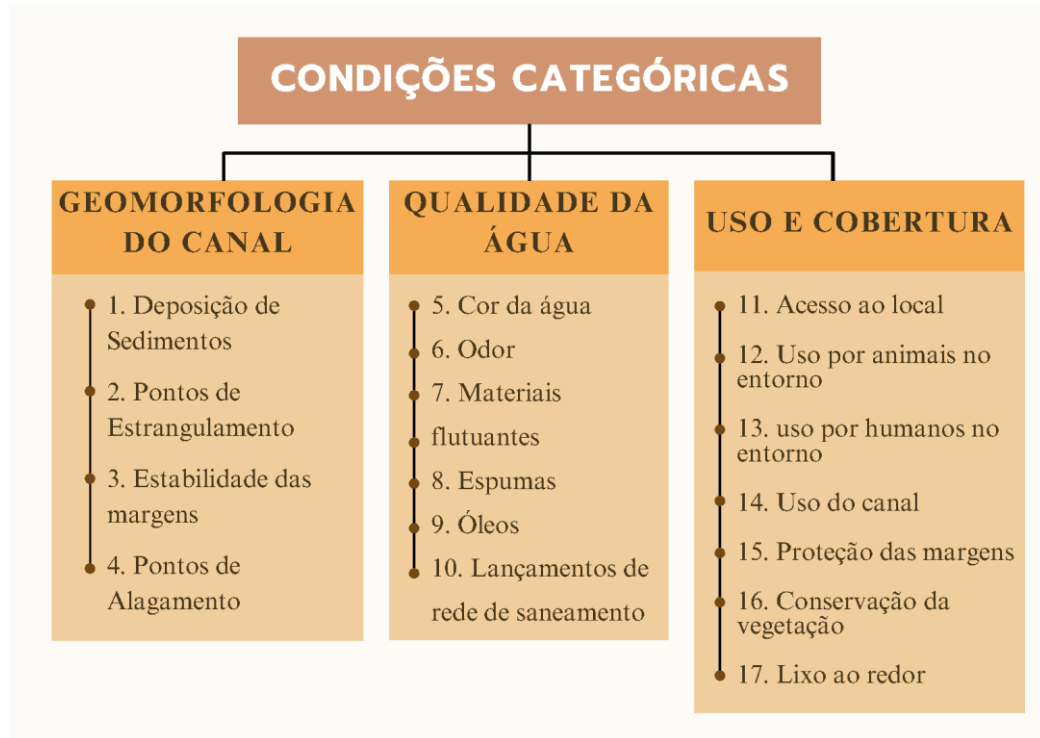 CONDIÇÕES CATEGÓRICAS
GEOMORFOLOGIA
DO CANAL
1. Deposição de
Sedimentos
2. Pontos de
Estrangulamento
3. Estabilidade das
margens
4. Pontos de
Alagamento
QUALIDADE DA
ÁGUA
5. Cor da água
6. Odor
7. Materiais
flutuantes
8. Espumas
9. Óleos
10. Lançamentos de
rede de saneamento
USO E COBERTURA
11. Acesso ao local
12. Uso por animais no
entorno
13. uso por humanos no
entorno
14. Uso do canal
15. Proteção das margens
16. Conservação da
vegetação
17. Lixo ao redor